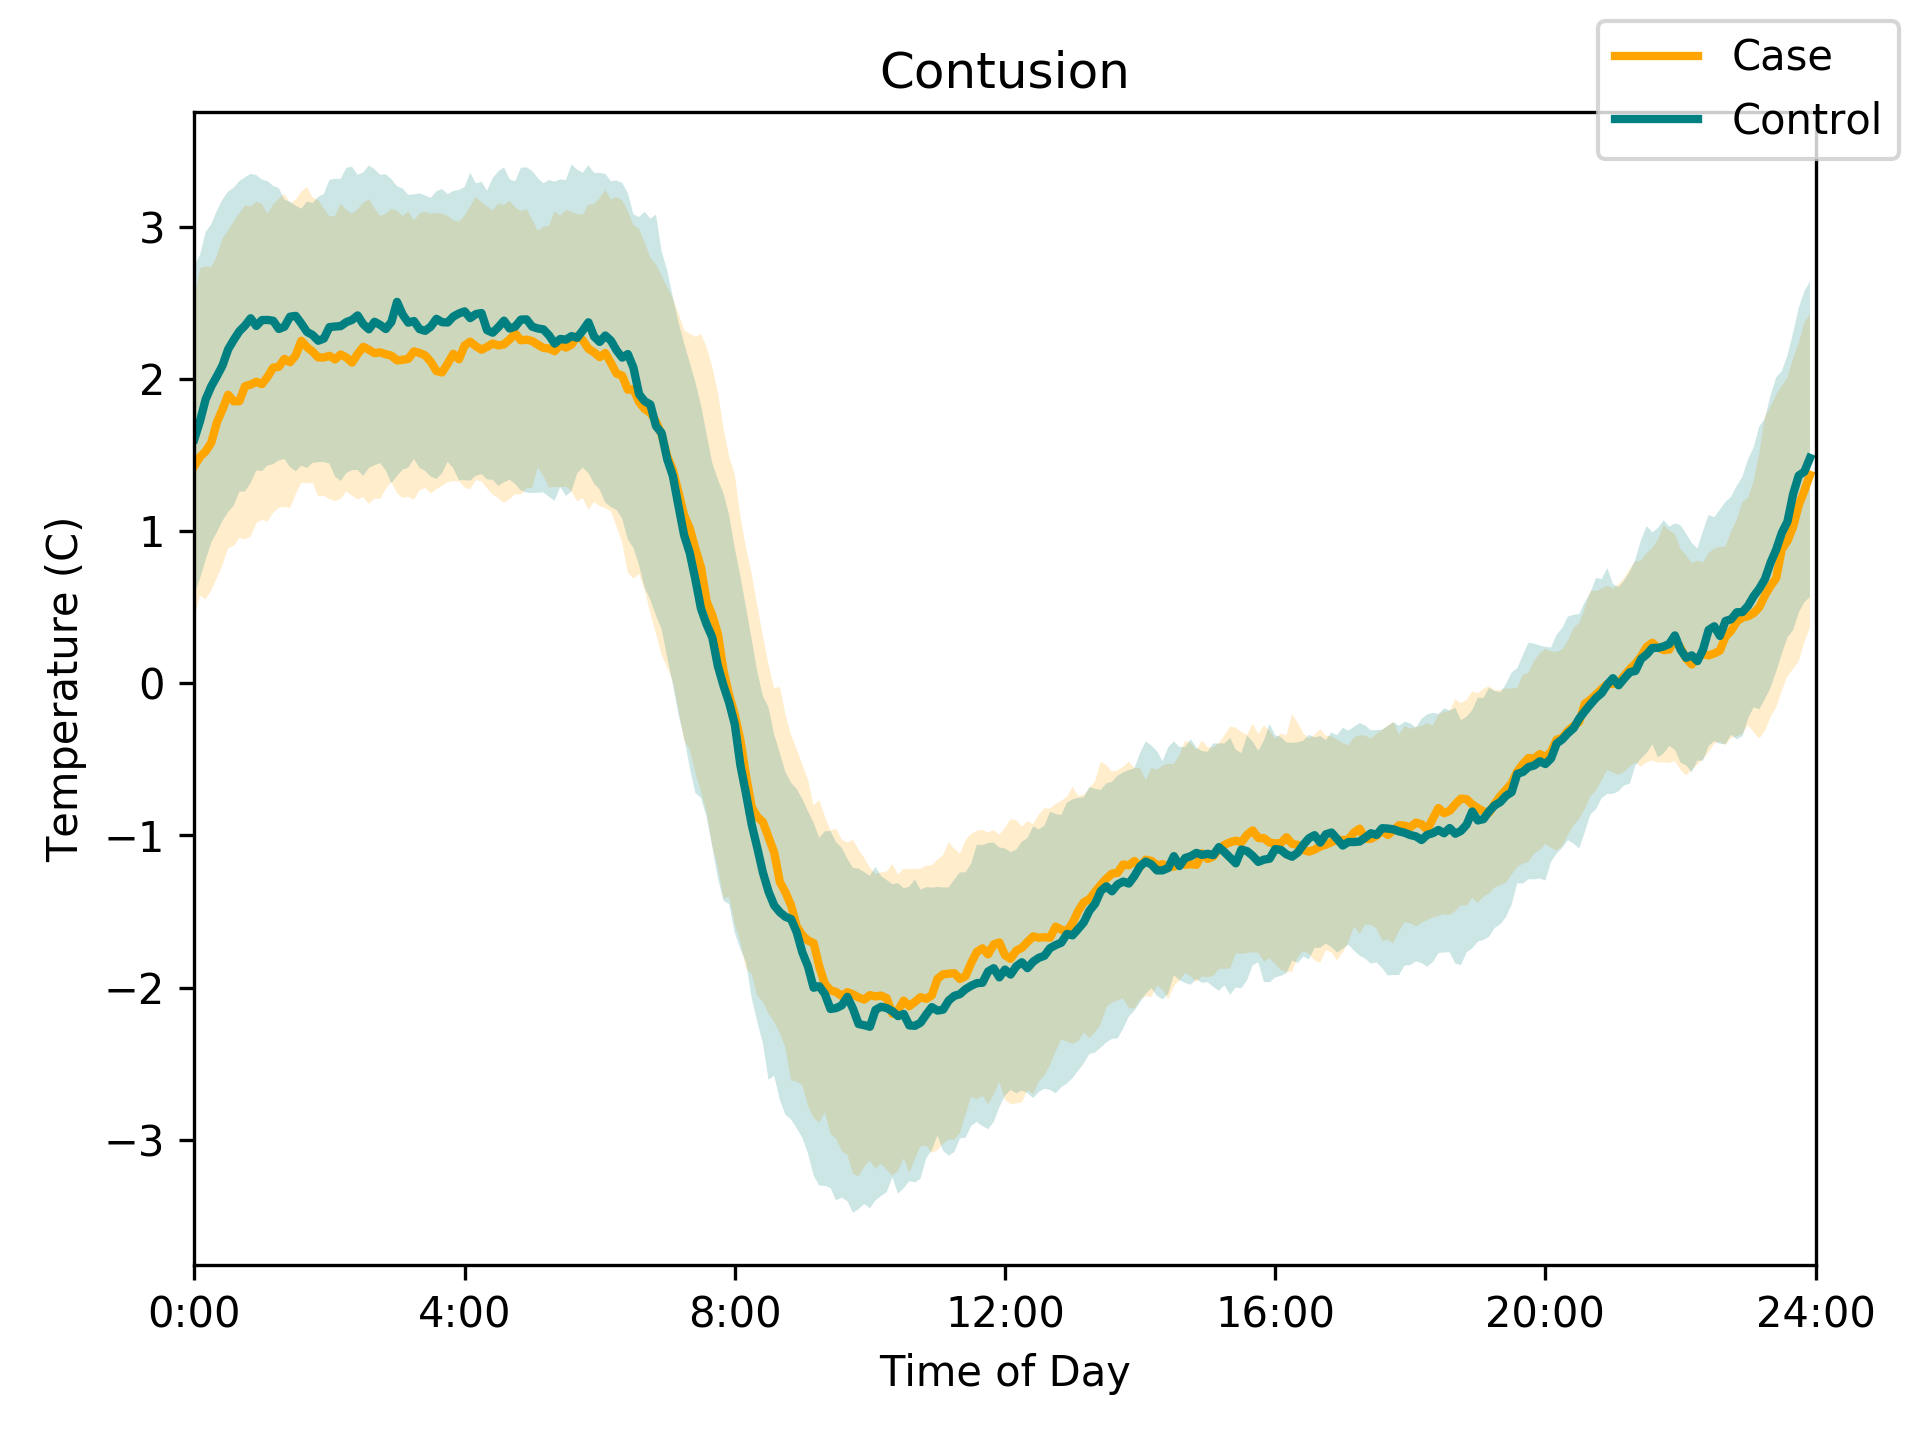 Case
Control
Contusion
Temperature (C)
3
2
1
0
−1
−2
−3
0:00 4:00 8:00 12:00 16:00 20:00 24:00
Time of Day